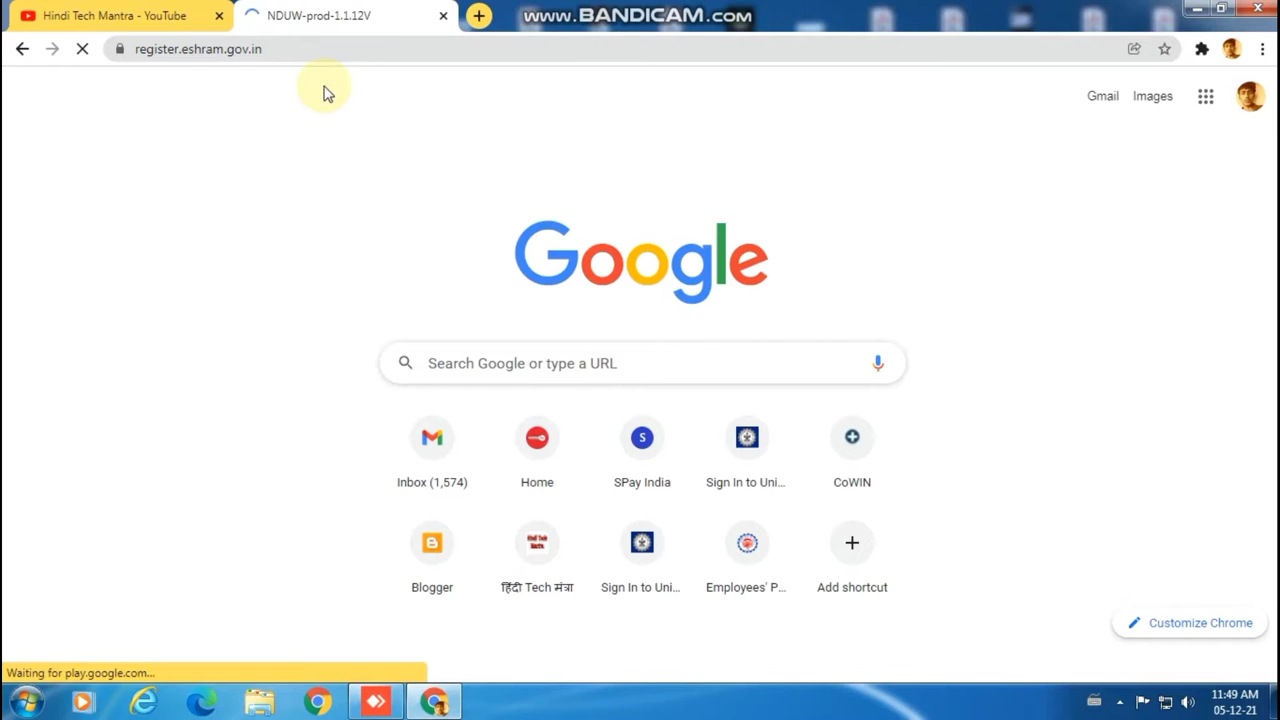 Hindi Tech Mantra - YouTube
NDUW-prod-1.1.12V
www.BANDICAM.com
register.eshram.gov.in
Gmail
Images
Google
Search Google or type a URL
S
Inbox (1,574)
Home
SPay India
Sign In to Uni...
CoWIN
Hindi Tech
Mantra
Blogger
हिंदी Tech मंत्रा
Sign In to Uni...
Employees' P...
Add shortcut
Customize Chrome
Waiting for play.google.com...
11:49 AM
05-12-21